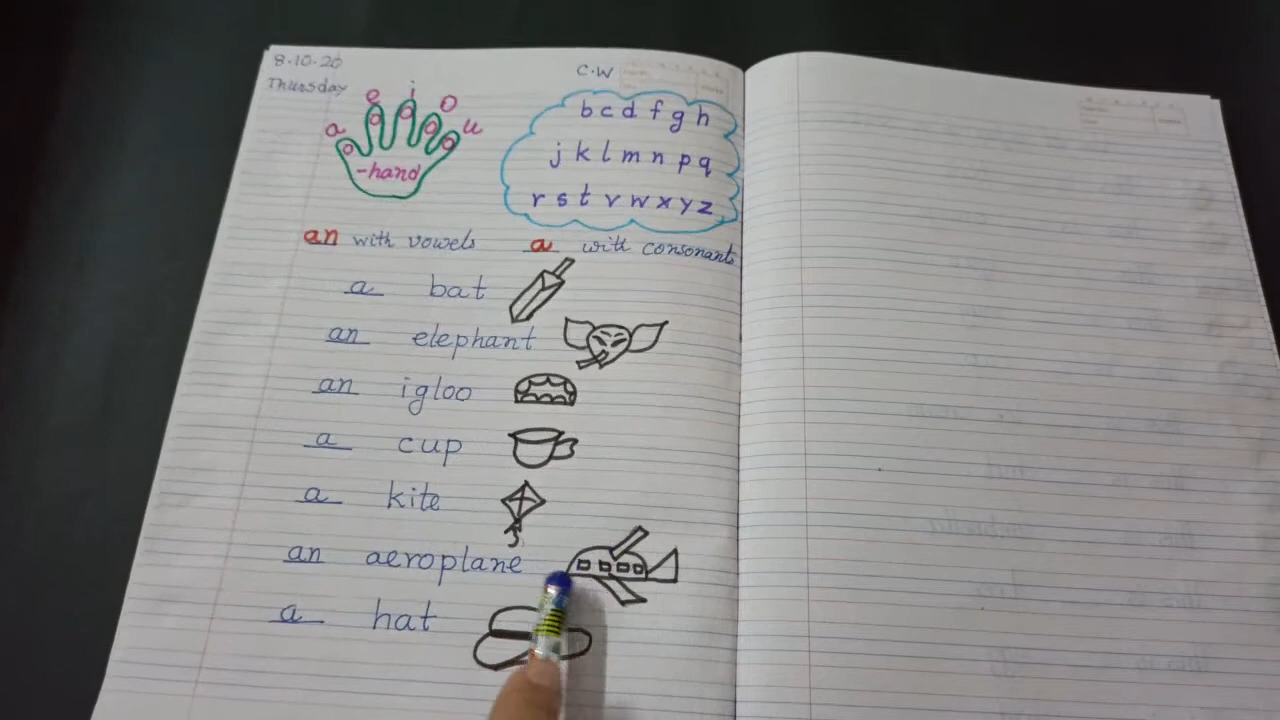 8.10.20
Thursday
C.W
a e i o u
-hand
b c d f g h
j k l m n p q
r s t v w x y z
an with vowels a with consonants
a bat
an elephant
an igloo
a cup
a kite
an aeroplane
a hat